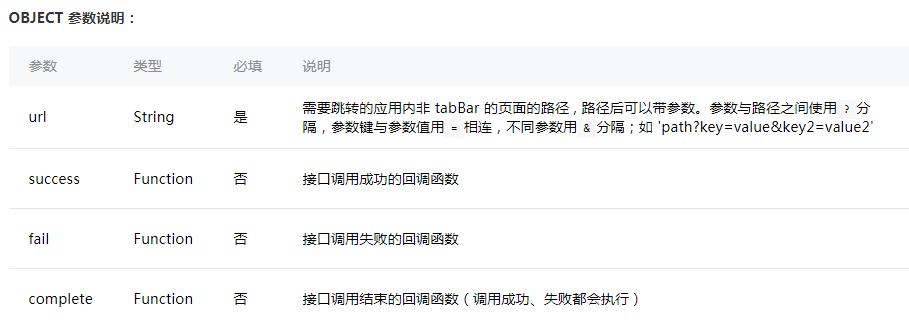 OBJECT 参数说明：
参数 类型 必填 说明
url String 是 需要跳转的应用内非 tabBar 的页面的路径，路径后可以带参数。参数与路径之间使用 ? 分
隔，参数键与参数值用 = 相连，不同参数用 & 分隔；如 'path?key=value&key2=value2'
success Function 否 接口调用成功的回调函数
fail Function 否 接口调用失败的回调函数
complete Function 否 接口调用结束的回调函数（调用成功、失败都会执行）